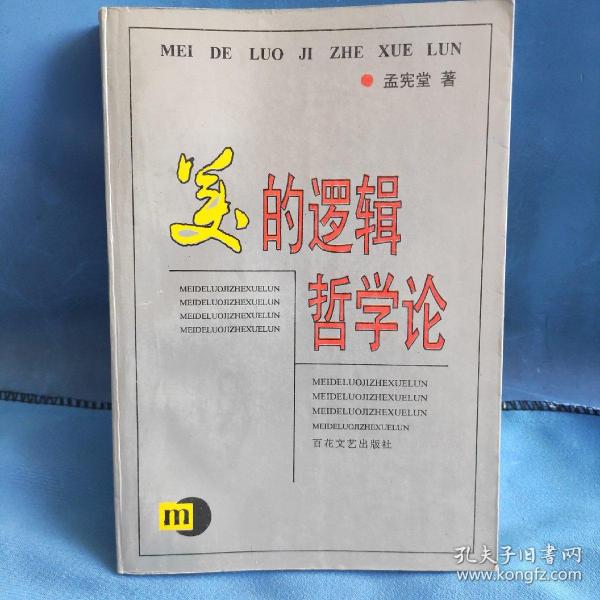 MEI DE LUO JI ZHE XUE LUN
孟宪堂 著
美的逻辑
哲学论
MEIDELUOJIZHEXUELUN
MEIDELUOJIZHEXUELUN
MEIDELUOJIZHEXUELUN
MEIDELUOJIZHEXUELUN
MEIDELUOJIZHEXUELUN
MEIDELUOJIZHEXUELUN
MEIDELUOJIZHEXUELUN
MEIDELUOJIZHEXUELUN
百花文艺出版社
m
孔夫子旧书网
www.kongfz.com